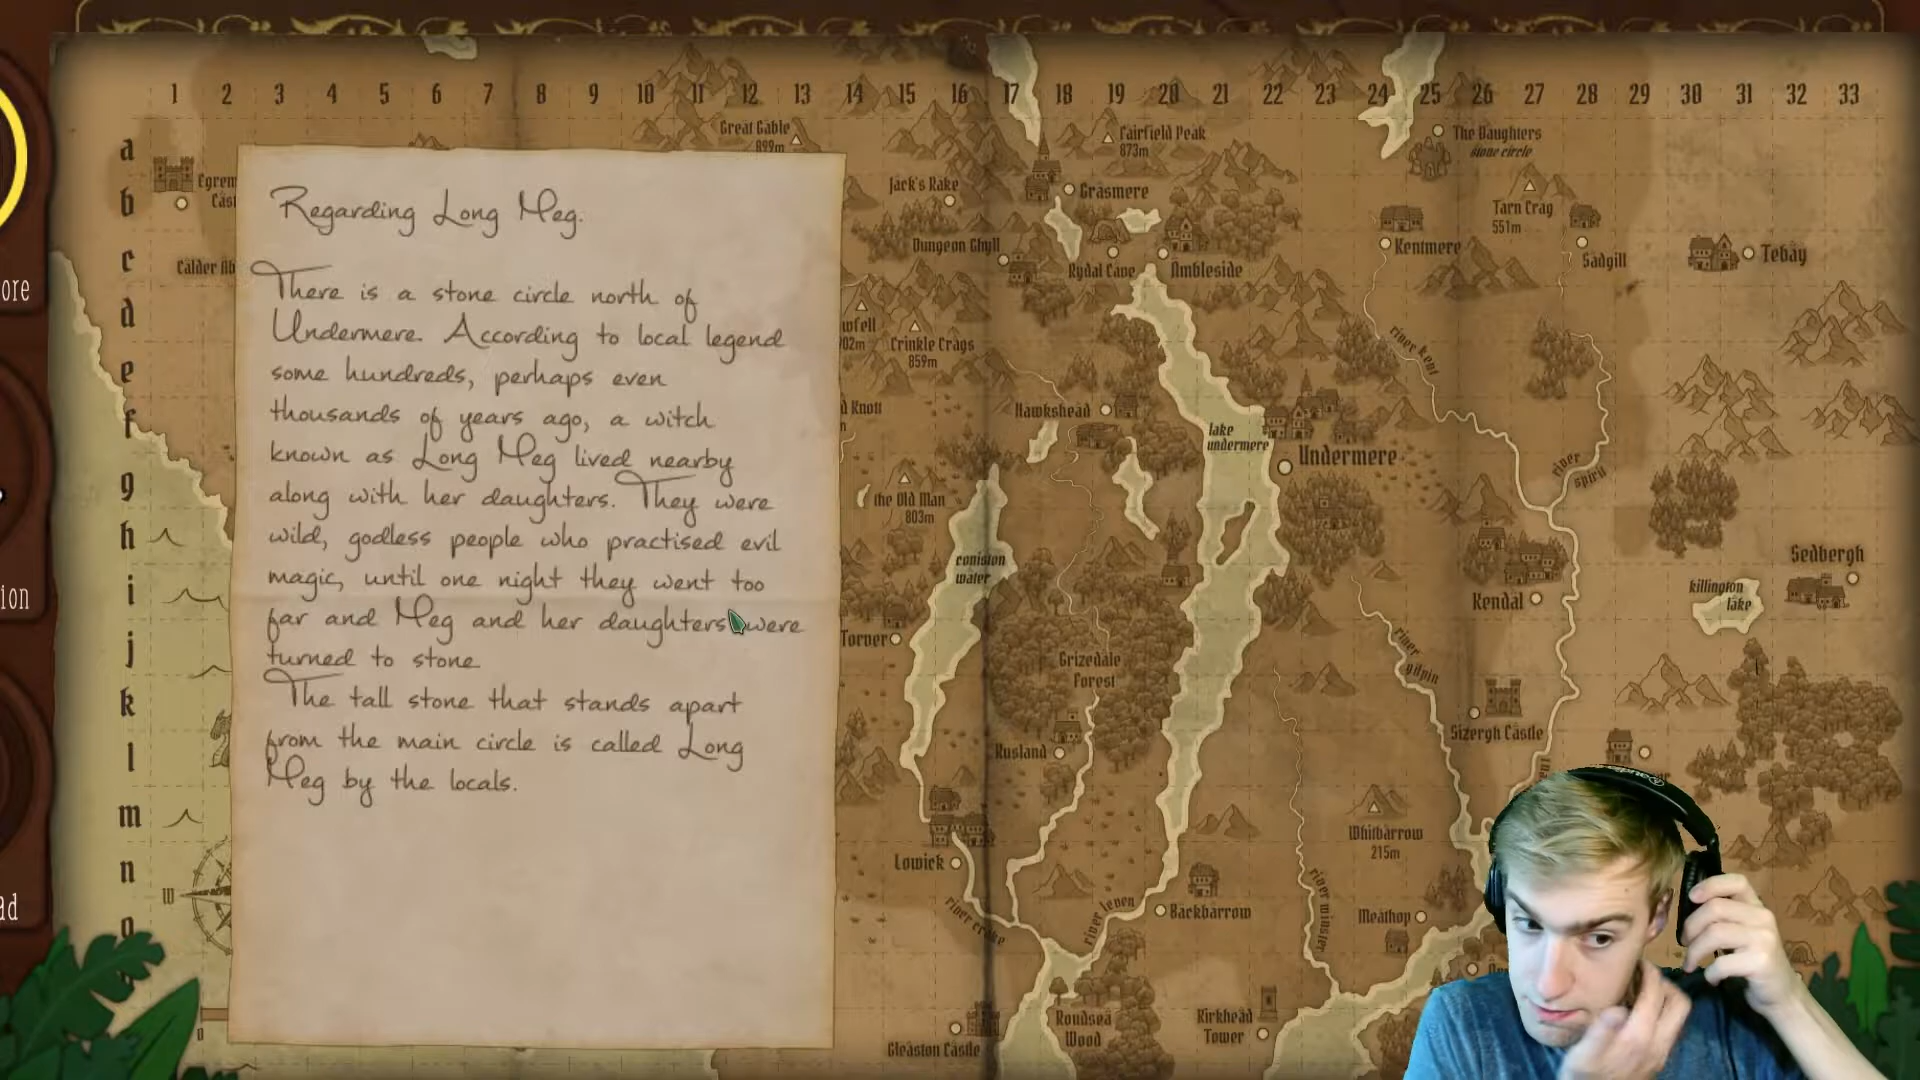 1 2 3 4 5 6 7 8 9 10 11 12 13 14 15 16 17 18 19 20 21 22 23 24 25 26 27 28 29 30 31 32 33
a
b
c
d
e
f
g
h
i
j
k
l
m
n
o
Regarding Long Meg.
There is a stone circle north of
Undermere. According to local legend
some hundreds, perhaps even
thousands of years ago, a witch
known as Long Meg lived nearby
along with her daughters. They were
wild, godless people who practised evil
magic, until one night they went too
far and Meg and her daughters were
turned to stone
The tall stone that stands apart
from the main circle is called Long
Meg by the locals.
Great Gable
899m
Fairfield Peak
873m
The Daughters
stone circle
Jack's Rake
Grasmere
Tarn Crag
551m
Dungeon Ghyll
Rydal Cave
Ambleside
Kentmere
Sadgill
Tebay
Crinkle Crags
859m
river kent
Hawkshead
lake
undermere
Undermere
river
sprit
the Old Man
803m
coniston
water
Kendal
killington
lake
Sedbergh
Torner
Grizedale
Forest
river
gilpin
Rusland
Sizergh Castle
Whitbarrow
215m
Lowick
river crake
river leven
Backbarrow
river winster
Meathop
W
Gleaston Castle
Roudsea
Wood
Kirkhead
Tower